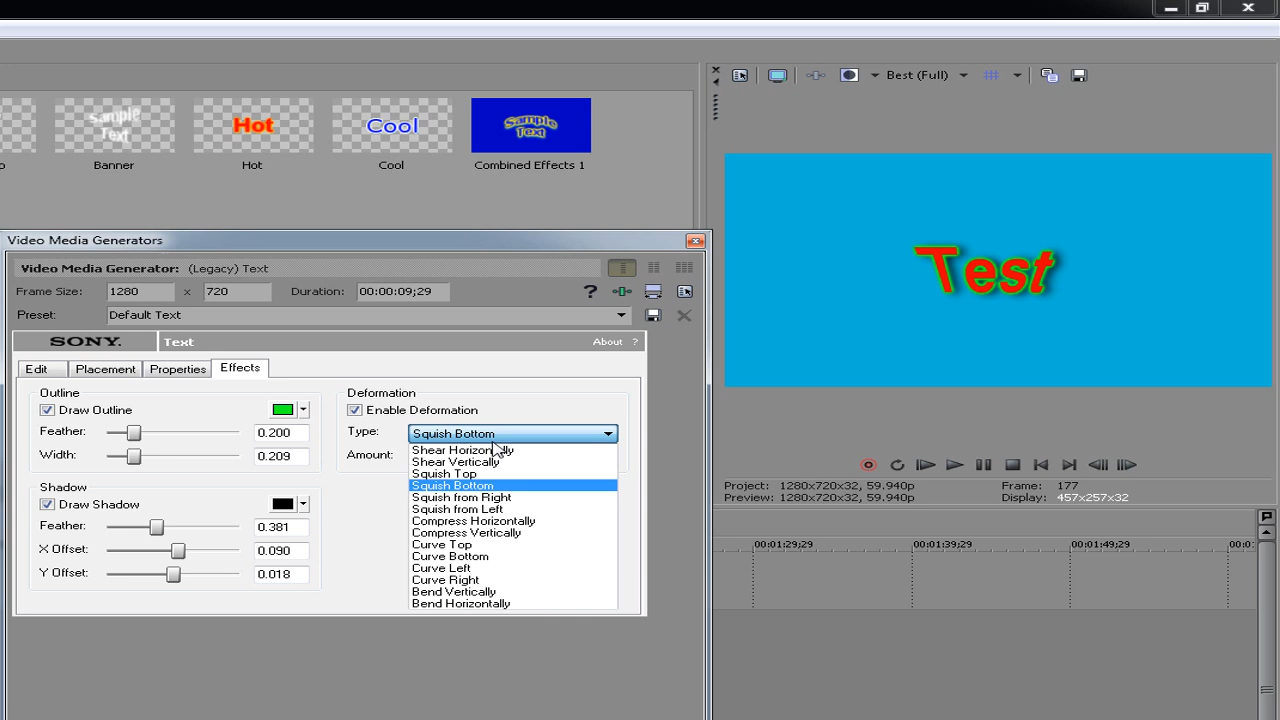 Best (Full)
Sample
Text
Hot
Cool
Sample
Text
p
Banner
Hot
Cool
Combined Effects 1
Test
Video Media Generators
Video Media Generator: (Legacy) Text
Frame Size: 1280 x 720 00:00:09;29 ?
Preset: Default Text
SONY. Text About ?
Edit Placement Properties Effects
Outline
Draw Outline
Feather: 0.200
Width: 0.209
Shadow
Draw Shadow
Feather: 0.381
X Offset: 0.090
Y Offset: 0.018
Deformation
Enable Deformation
Type: Squish Bottom
Amount:
Shear Horizontally
Shear Vertically
Squish Top
Squish Bottom
Squish from Right
Squish from Left
Compress Horizontally
Compress Vertically
Curve Top
Curve Bottom
Curve Left
Curve Right
Bend Vertically
Bend Horizontally
Project: 1280x720x32, 59.940p Frame: 177
Preview: 1280x720x32, 59.940p Display: 457x257x32
00:01:29;29 00:01:39;29 00:01:49;29 00:0